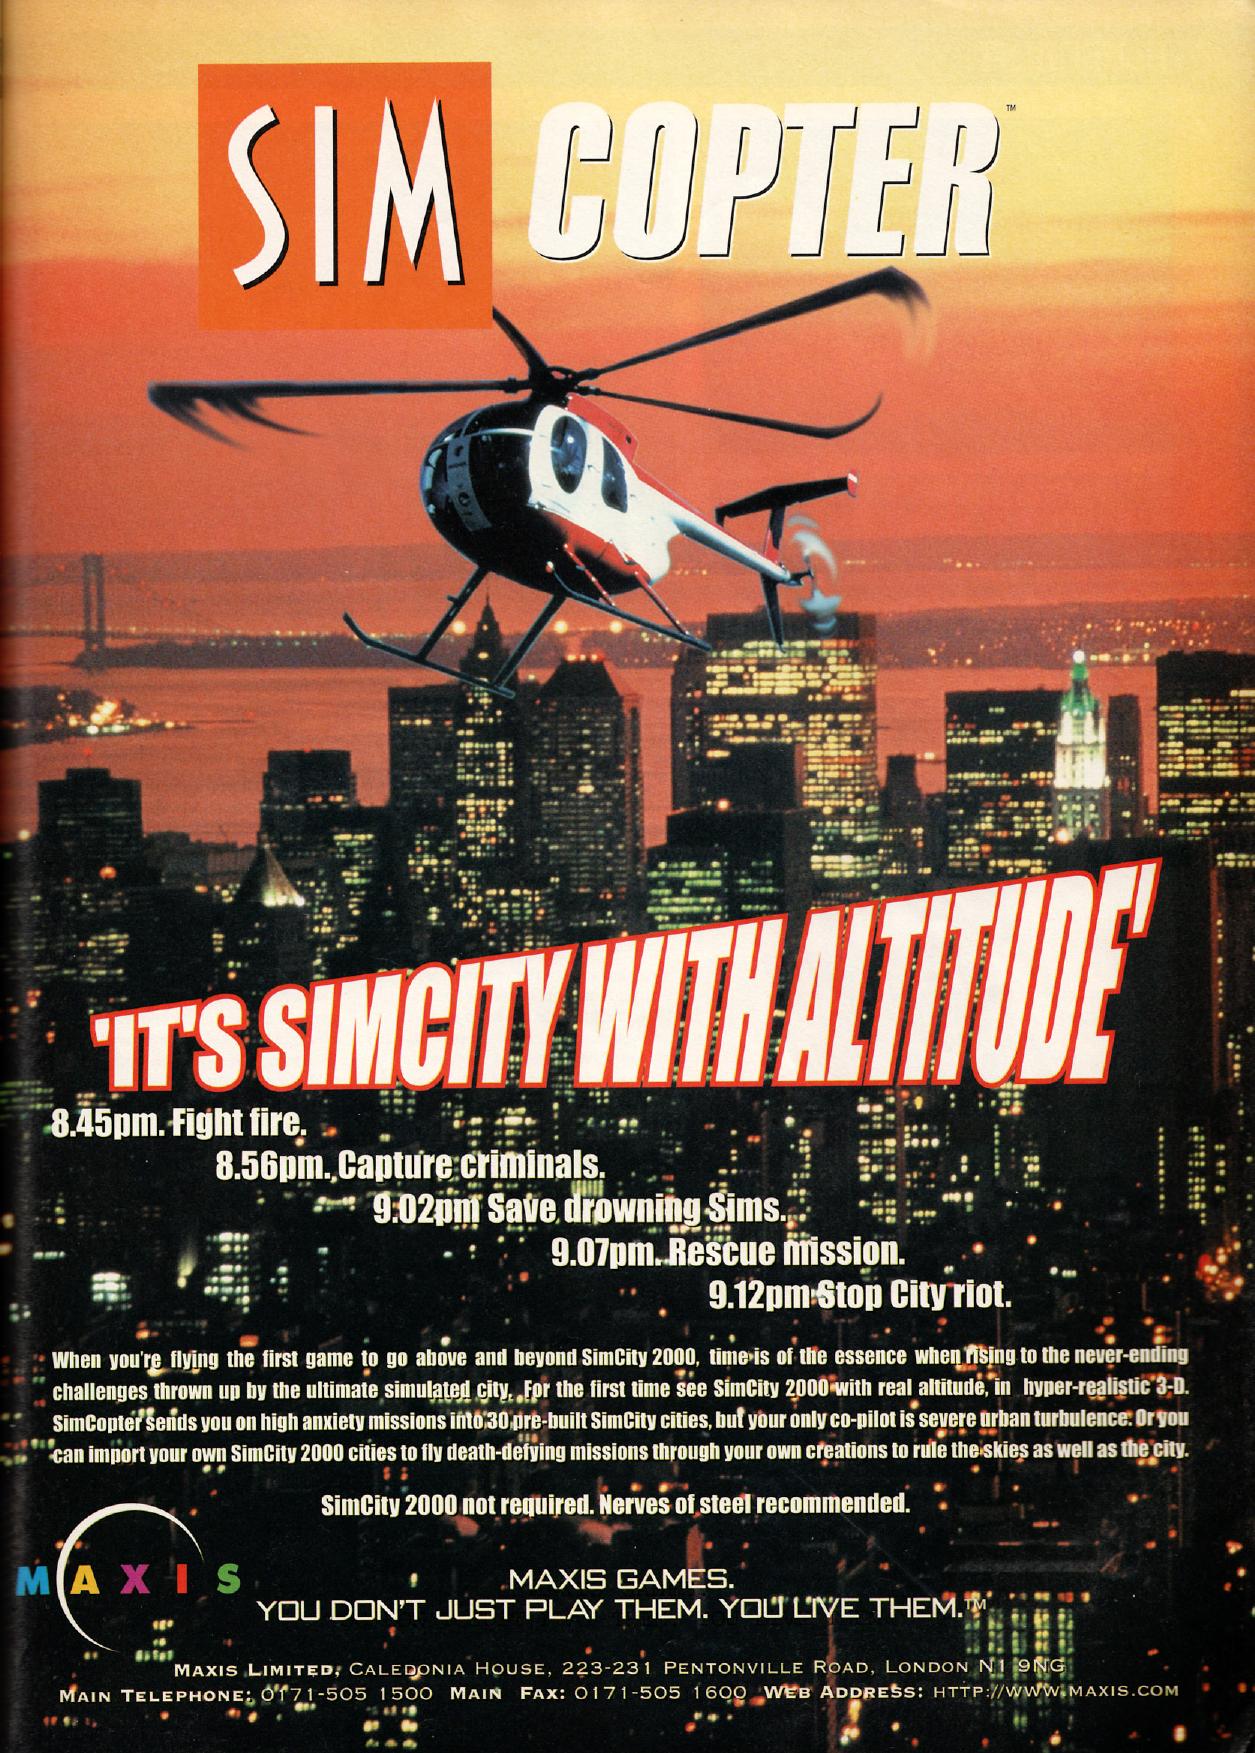 SIM COPTER™
'IT'S SIMCITY WITH ALTITUDE'
8.45pm. Fight fire.
8.56pm. Capture criminals.
9.02pm Save drowning Sims.
9.07pm. Rescue mission.
9.12pm Stop City riot.
When you're flying the first game to go above and beyond SimCity 2000, time is of the essence when rising to the never-ending
challenges thrown up by the ultimate simulated city. For the first time see SimCity 2000 with real altitude, in hyper-realistic 3-D.
SimCopter sends you on high anxiety missions into 30 pre-built SimCity cities, but your only co-pilot is severe urban turbulence. Or you
can import your own SimCity 2000 cities to fly death-defying missions through your own creations to rule the skies as well as the city.
SimCity 2000 not required. Nerves of steel recommended.
MAXIS
MAXIS GAMES.
YOU DON'T JUST PLAY THEM. YOU LIVE THEM.™
MAXIS LIMITED, CALEDONIA HOUSE, 223-231 PENTONVILLE ROAD, LONDON N1 9NG
MAIN TELEPHONE: 0171-505 1500 MAIN FAX: 0171-505 1600 WEB ADDRESS: HTTP://WWW.MAXIS.COM